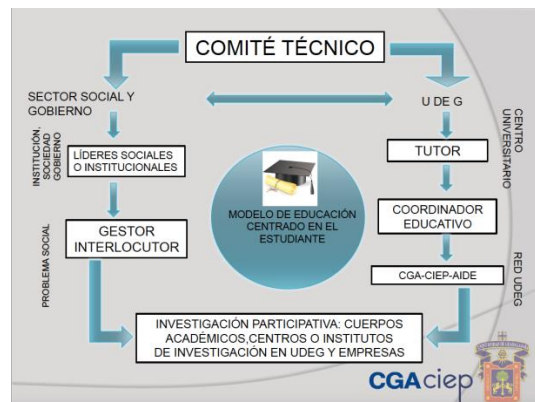 COMITÉ TÉCNICO
SECTOR SOCIAL Y
GOBIERNO
U DE G
INSTITUCIÓN.
SOCIEDAD
GOBIERNO
LÍDERES SOCIALES
O INSTITUCIONALES
TUTOR
CENTRO
UNIVERSITARIO
MODELO DE EDUCACIÓN
CENTRADO EN EL
ESTUDIANTE
COORDINADOR
EDUCATIVO
PROBLEMA SOCIAL
GESTOR
INTERLOCUTOR
CGA-CIEP-AIDE
RED UDEG
INVESTIGACIÓN PARTICIPATIVA: CUERPOS
ACADÉMICOS,CENTROS O INSTITUTOS
DE INVESTIGACIÓN EN UDEG Y EMPRESAS
CGAciep